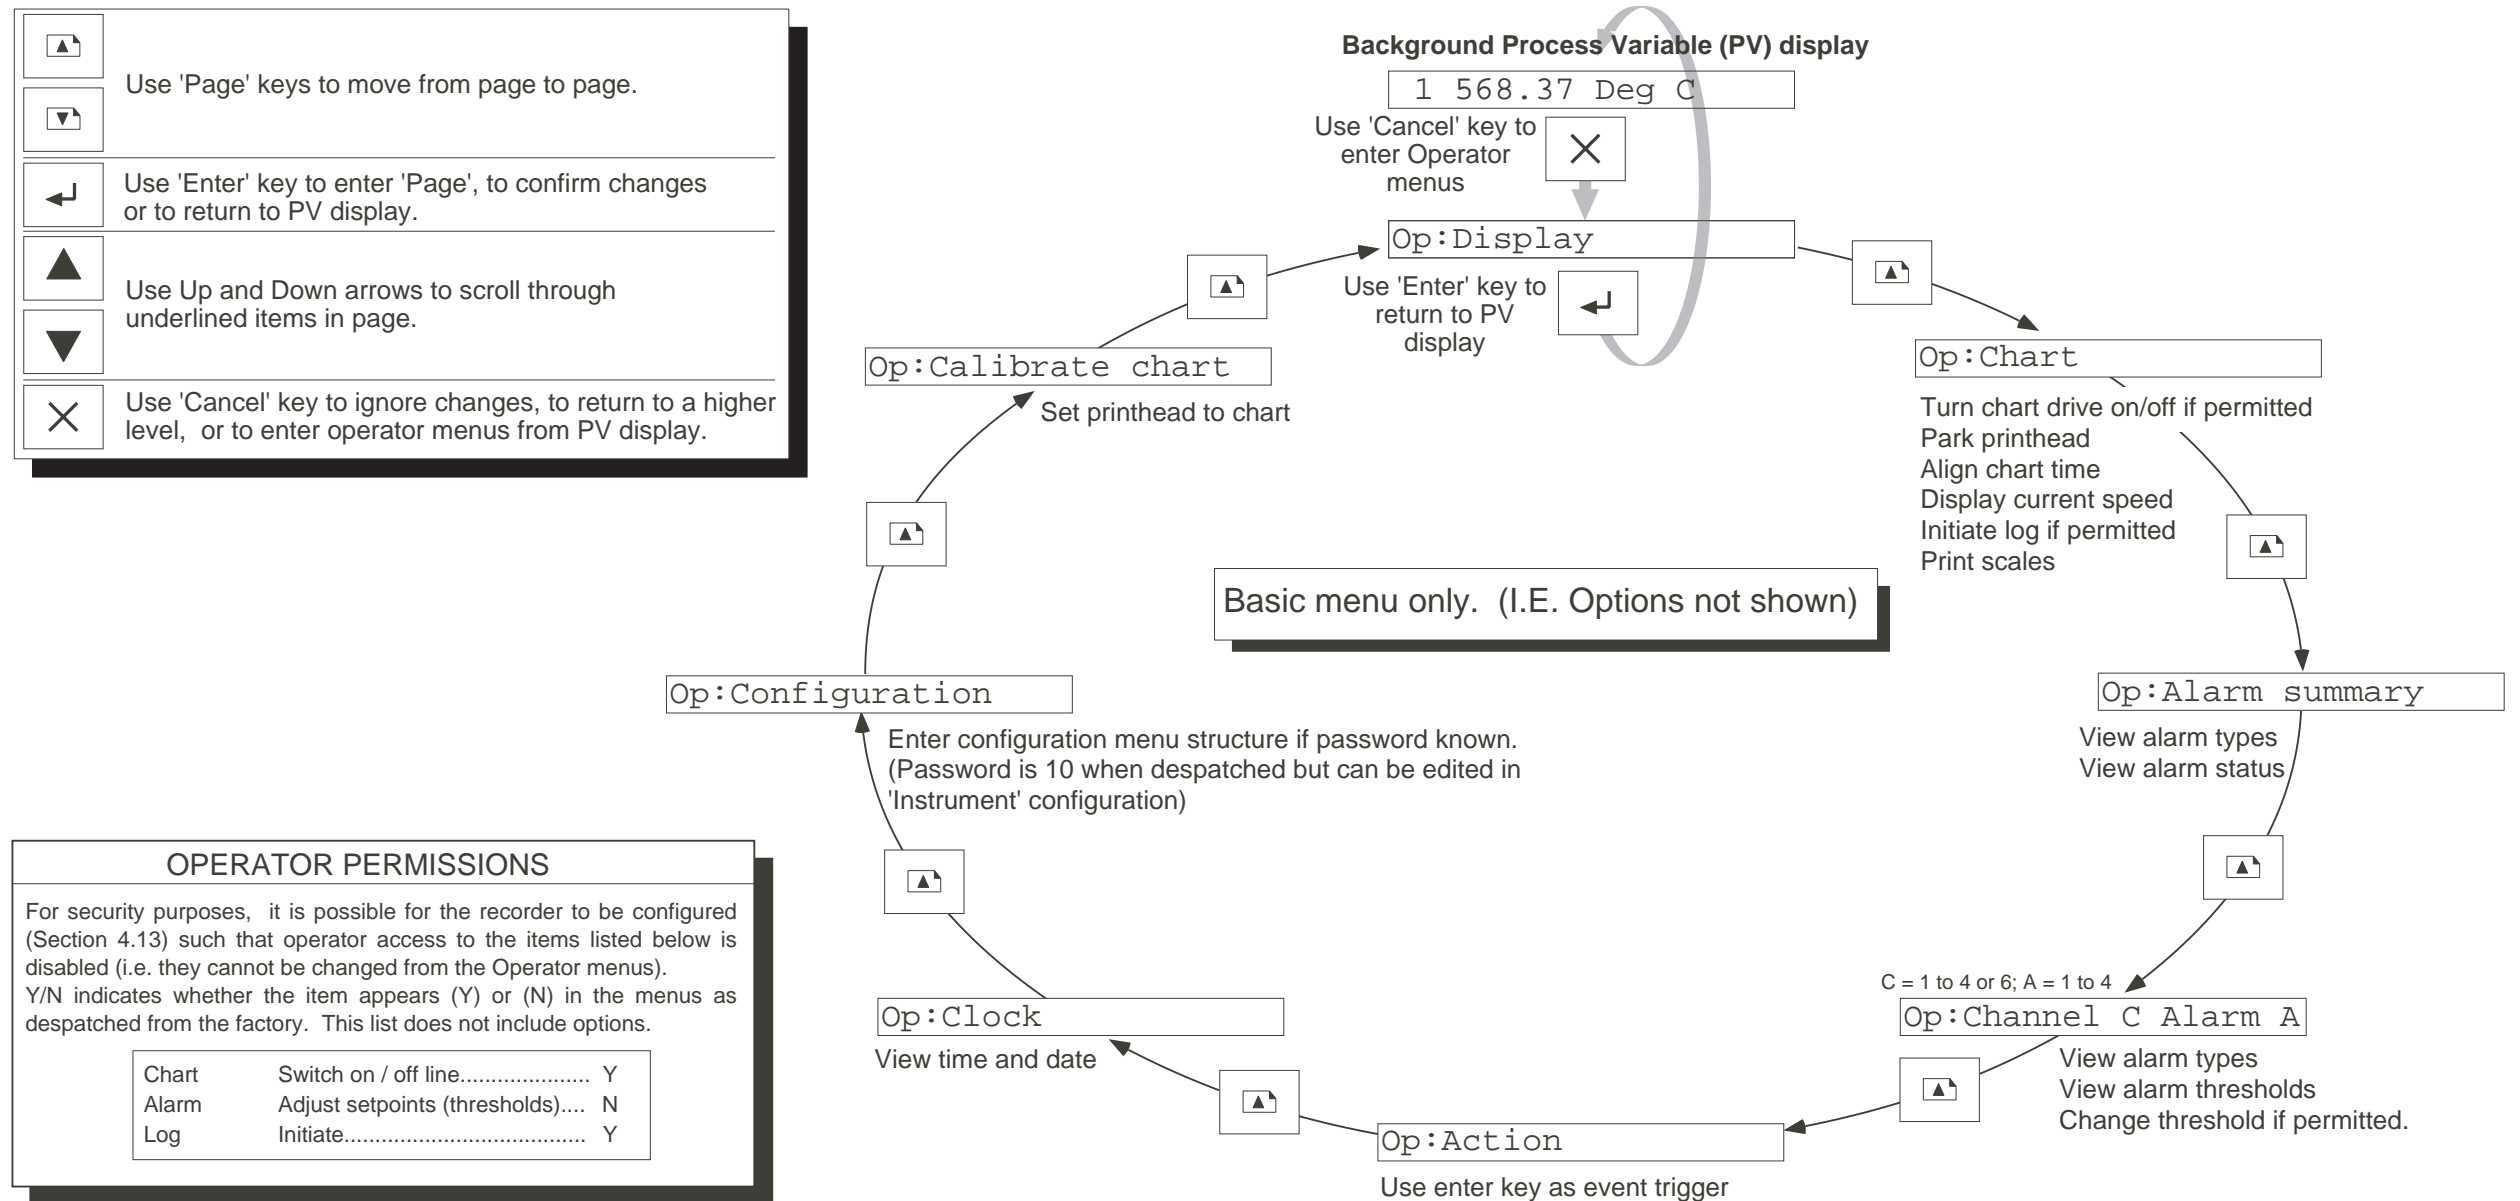 Use 'Page' keys to move from page to page.
Use 'Enter' key to enter 'Page', to confirm changes
or to return to PV display.
Use Up and Down arrows to scroll through
underlined items in page.
Use 'Cancel' key to ignore changes, to return to a higher
level,  or to enter operator menus from PV display.
Background Process Variable (PV) display
1 568.37 Deg C
Use 'Cancel' key to
enter Operator
menus
Op:Display
Use 'Enter' key to
return to PV
display
Op:Chart
Turn chart drive on/off if permitted
Park printhead
Align chart time
Display current speed
Initiate log if permitted
Print scales
Op:Alarm summary
View alarm types
View alarm status
C = 1 to 4 or 6; A = 1 to 4
Op:Channel C Alarm A
View alarm types
View alarm thresholds
Change threshold if permitted.
Op:Action
Use enter key as event trigger
Op:Clock
View time and date
Op:Configuration
Enter configuration menu structure if password known.
(Password is 10 when despatched but can be edited in
'Instrument' configuration)
Op:Calibrate chart
Set printhead to chart
Basic menu only.  (I.E. Options not shown)
OPERATOR PERMISSIONS
For security purposes,  it is possible for the recorder to be configured
(Section 4.13) such that operator access to the items listed below is
disabled (i.e. they cannot be changed from the Operator menus).
Y/N indicates whether the item appears (Y) or (N) in the menus as
despatched from the factory.  This list does not include options.
Chart Switch on / off line..................... Y
Alarm Adjust setpoints (thresholds).... N
Log Initiate....................................... Y